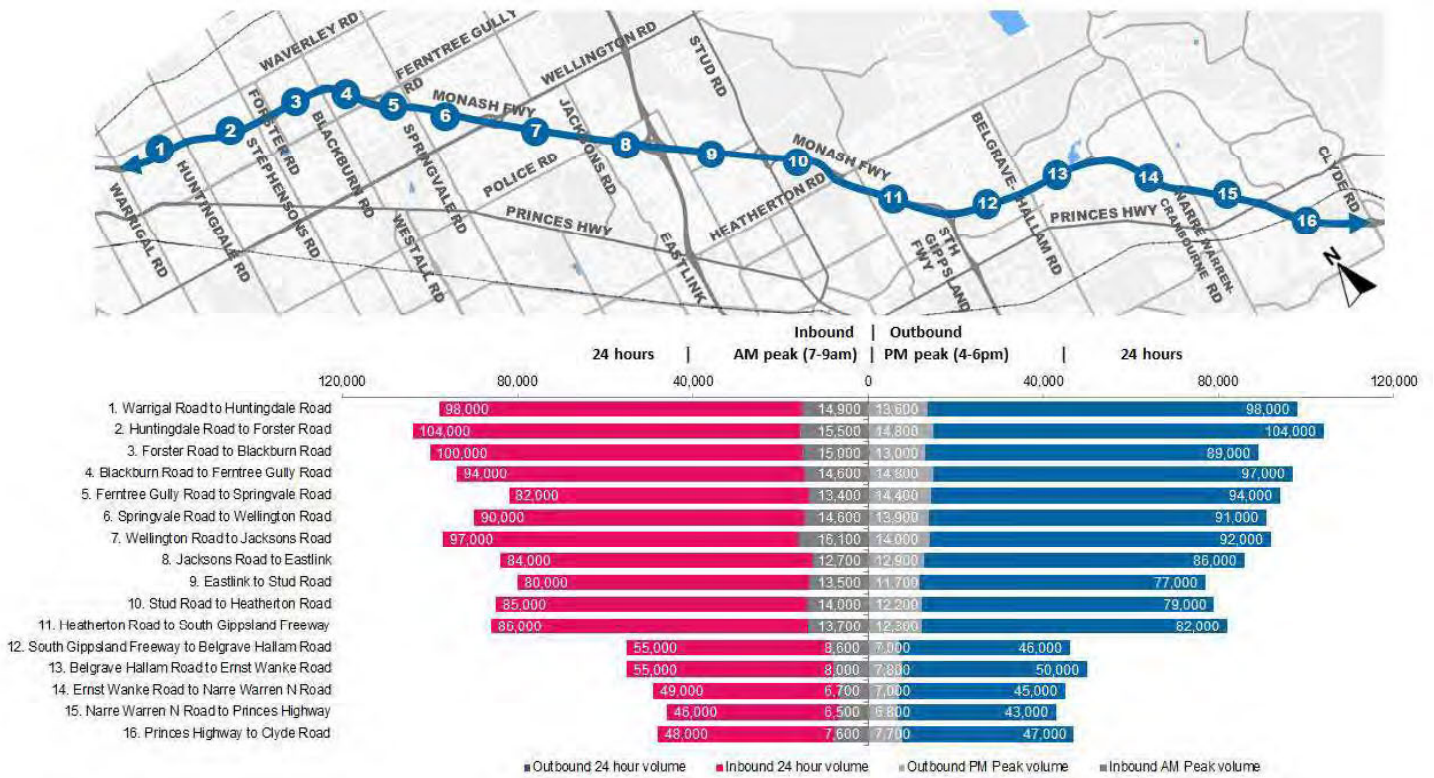 WAVERLEY RD
FERNTREE GULLY
RD
WELLINGTON RD
STUD RD
FORSTER RD
STEPHENSONS RD
BLACKBURN RD
MONASH FWY
SPRINGVALE RD
JACKSONS RD
POLICE RD
WARRIGAL RD
HUNTINGDALE RD
WESTALL RD
PRINCES HWY
EASTLINK
HEATHERTON RD
MONASH FWY
BELGRAVE-
HALLAM RD
STH
GIPPSLAND
FWY
PRINCES HWY
NARRE WARREN-
CRANBOURNE RD
CLYDE RD
1
2
3
4
5
6
7
8
9
10
11
12
13
14
15
16
N
Inbound | Outbound
24 hours | AM peak (7-9am) | PM peak (4-6pm) | 24 hours
120,000 80,000 40,000 0 40,000 80,000 120,000
1. Warrigal Road to Huntingdale Road 98,000 14,900 13,600 98,000
2. Huntingdale Road to Forster Road 104,000 15,500 14,800 104,000
3. Forster Road to Blackburn Road 100,000 15,000 13,000 89,000
4. Blackburn Road to Ferntree Gully Road 94,000 14,600 14,800 97,000
5. Ferntree Gully Road to Springvale Road 82,000 13,400 14,400 94,000
6. Springvale Road to Wellington Road 90,000 14,600 13,900 91,000
7. Wellington Road to Jacksons Road 97,000 16,100 14,000 92,000
8. Jacksons Road to Eastlink 84,000 12,700 12,900 86,000
9. Eastlink to Stud Road 80,000 13,500 11,700 77,000
10. Stud Road to Heatherton Road 85,000 14,000 12,200 79,000
11. Heatherton Road to South Gippsland Freeway 86,000 13,700 12,300 82,000
12. South Gippsland Freeway to Belgrave Hallam Road 55,000 8,600 7,000 46,000
13. Belgrave Hallam Road to Ernst Wanke Road 55,000 8,000 7,800 50,000
14. Ernst Wanke Road to Narre Warren N Road 49,000 6,700 7,000 45,000
15. Narre Warren N Road to Princes Highway 46,000 6,500 6,800 43,000
16. Princes Highway to Clyde Road 48,000 7,600 7,700 47,000
Outbound 24 hour volume Inbound 24 hour volume Outbound PM Peak volume Inbound AM Peak volume